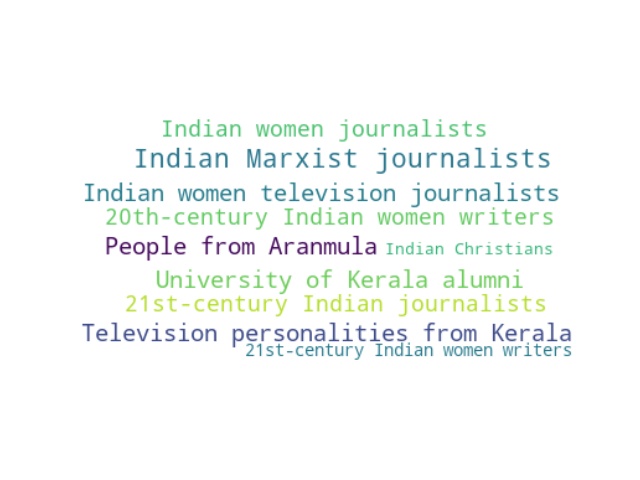 Indian women journalists
Indian Marxist journalists
Indian women television journalists
20th-century Indian women writers
People from Aranmula Indian Christians
University of Kerala alumni
21st-century Indian journalists
Television personalities from Kerala
21st-century Indian women writers